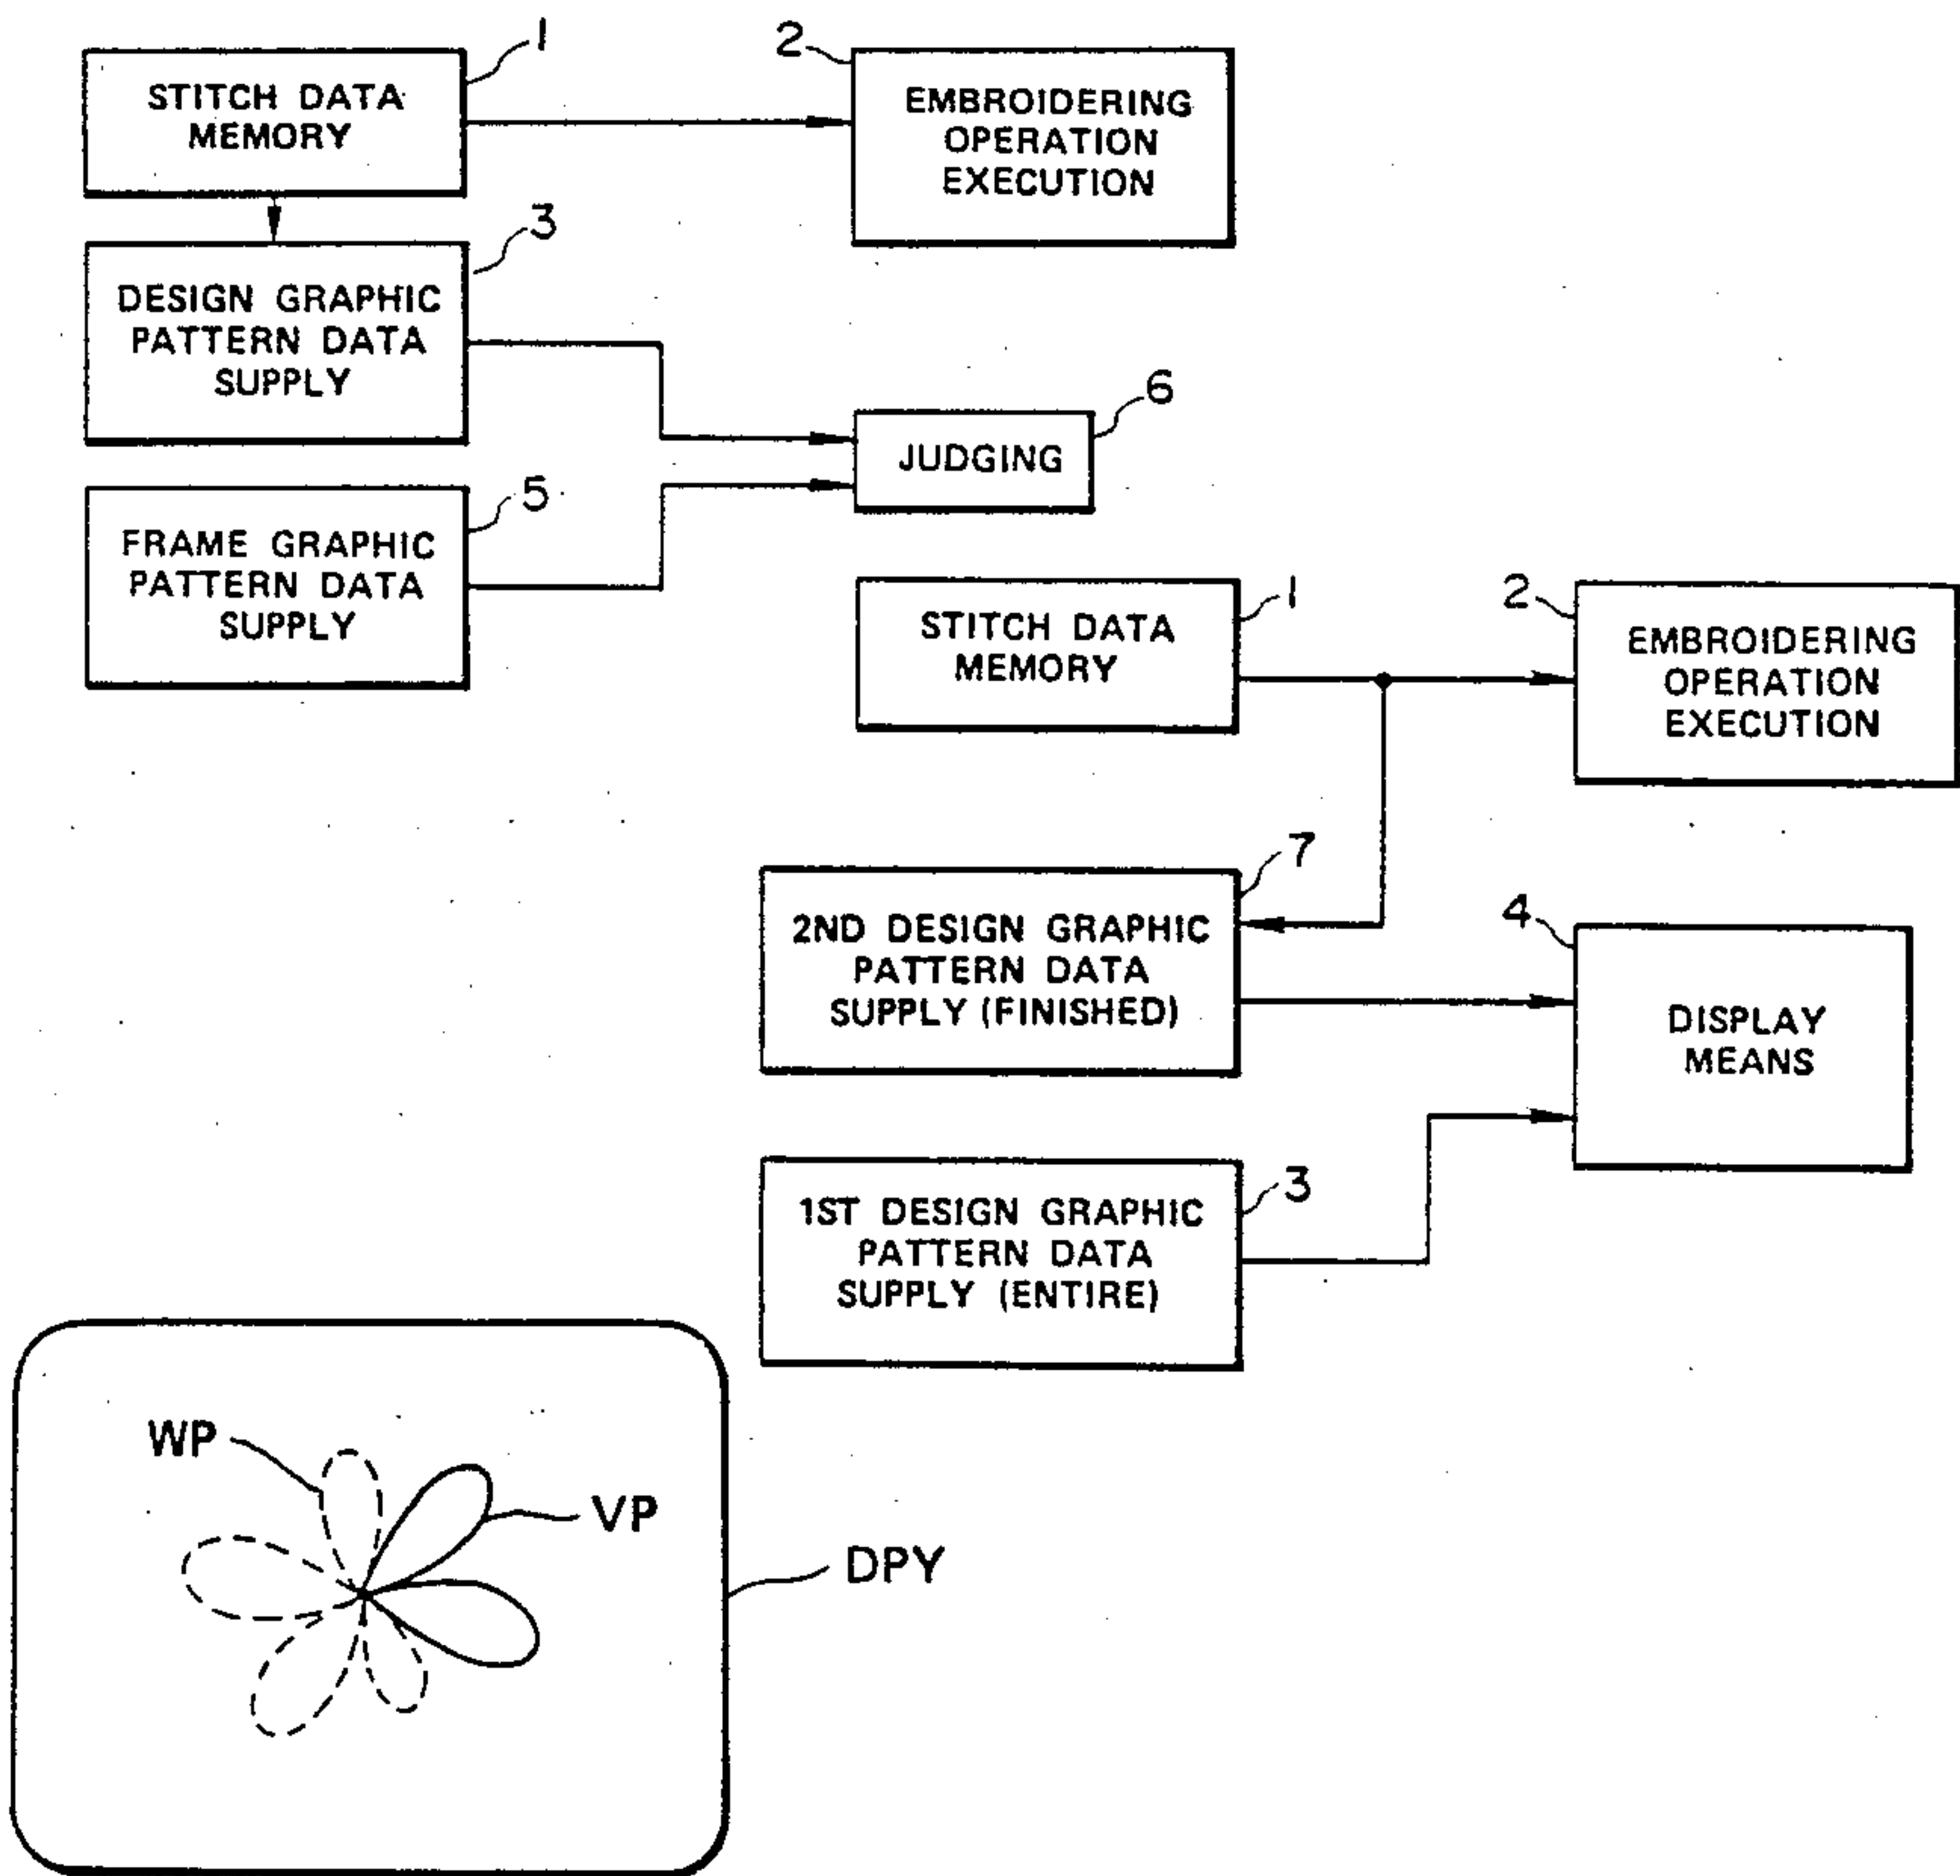 1
STITCH DATA
MEMORY
2
EMBROIDERING
OPERATION
EXECUTION
3
DESIGN GRAPHIC
PATTERN DATA
SUPPLY
6
JUDGING
5
FRAME GRAPHIC
PATTERN DATA
SUPPLY
1
STITCH DATA
MEMORY
2
EMBROIDERING
OPERATION
EXECUTION
7
2ND DESIGN GRAPHIC
PATTERN DATA
SUPPLY (FINISHED)
4
DISPLAY
MEANS
3
1ST DESIGN GRAPHIC
PATTERN DATA
SUPPLY (ENTIRE)
WP
VP
DPY